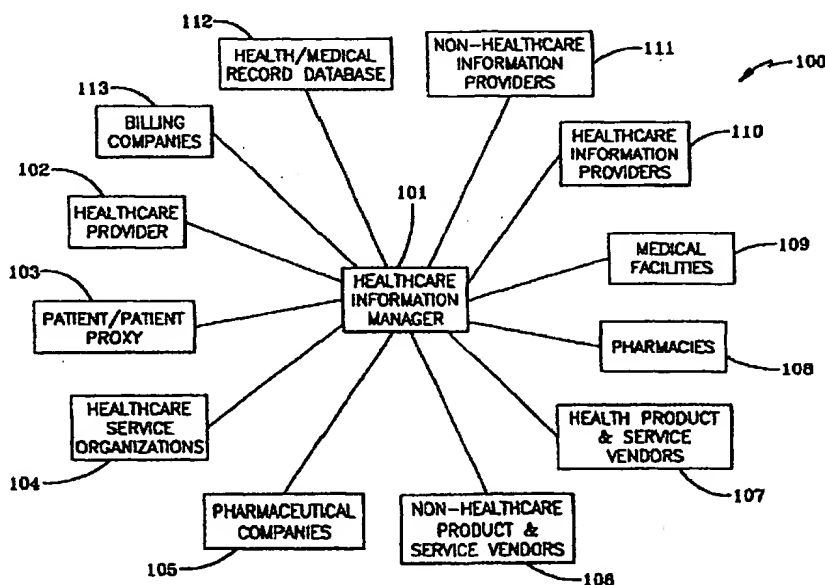 112
HEALTH/MEDICAL
RECORD DATABASE
NON-HEALTHCARE
INFORMATION
PROVIDERS
111
100
113
BILLING
COMPANIES
HEALTHCARE
INFORMATION
PROVIDERS
110
102
HEALTHCARE
PROVIDER
101
HEALTHCARE
INFORMATION
MANAGER
MEDICAL
FACILITIES
109
103
PATIENT/PATIENT
PROXY
PHARMACIES
108
HEALTHCARE
SERVICE
ORGANIZATIONS
104
HEALTH PRODUCT
& SERVICE
VENDORS
107
PHARMACEUTICAL
COMPANIES
105
NON-HEALTHCARE
PRODUCT &
SERVICE VENDORS
106